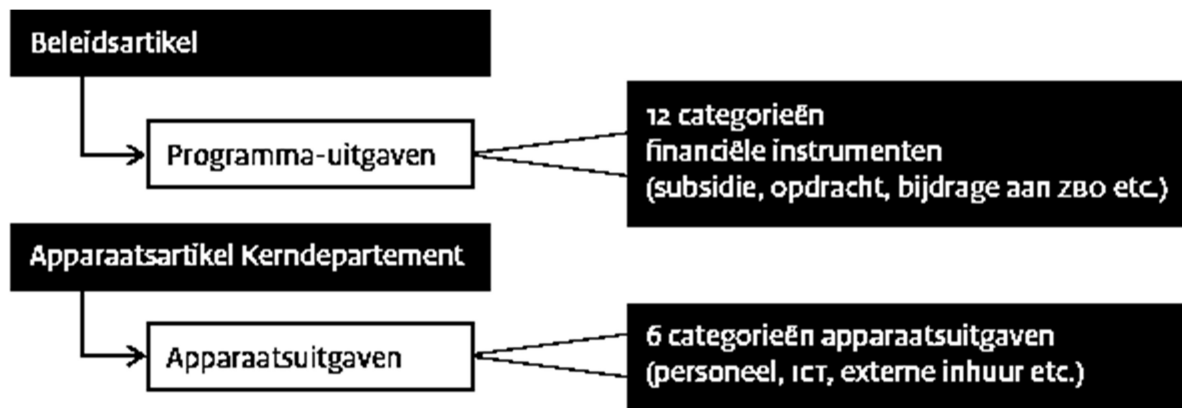 Beleidsartikel
Programma-uitgaven
12 categorieën
financiële instrumenten
(subsidie, opdracht, bijdrage aan ZBO etc.)
Apparaatsartikel Kerndepartement
Apparaatsuitgaven
6 categorieën apparaatsuitgaven
(personeel, ICT, externe inhuur etc.)